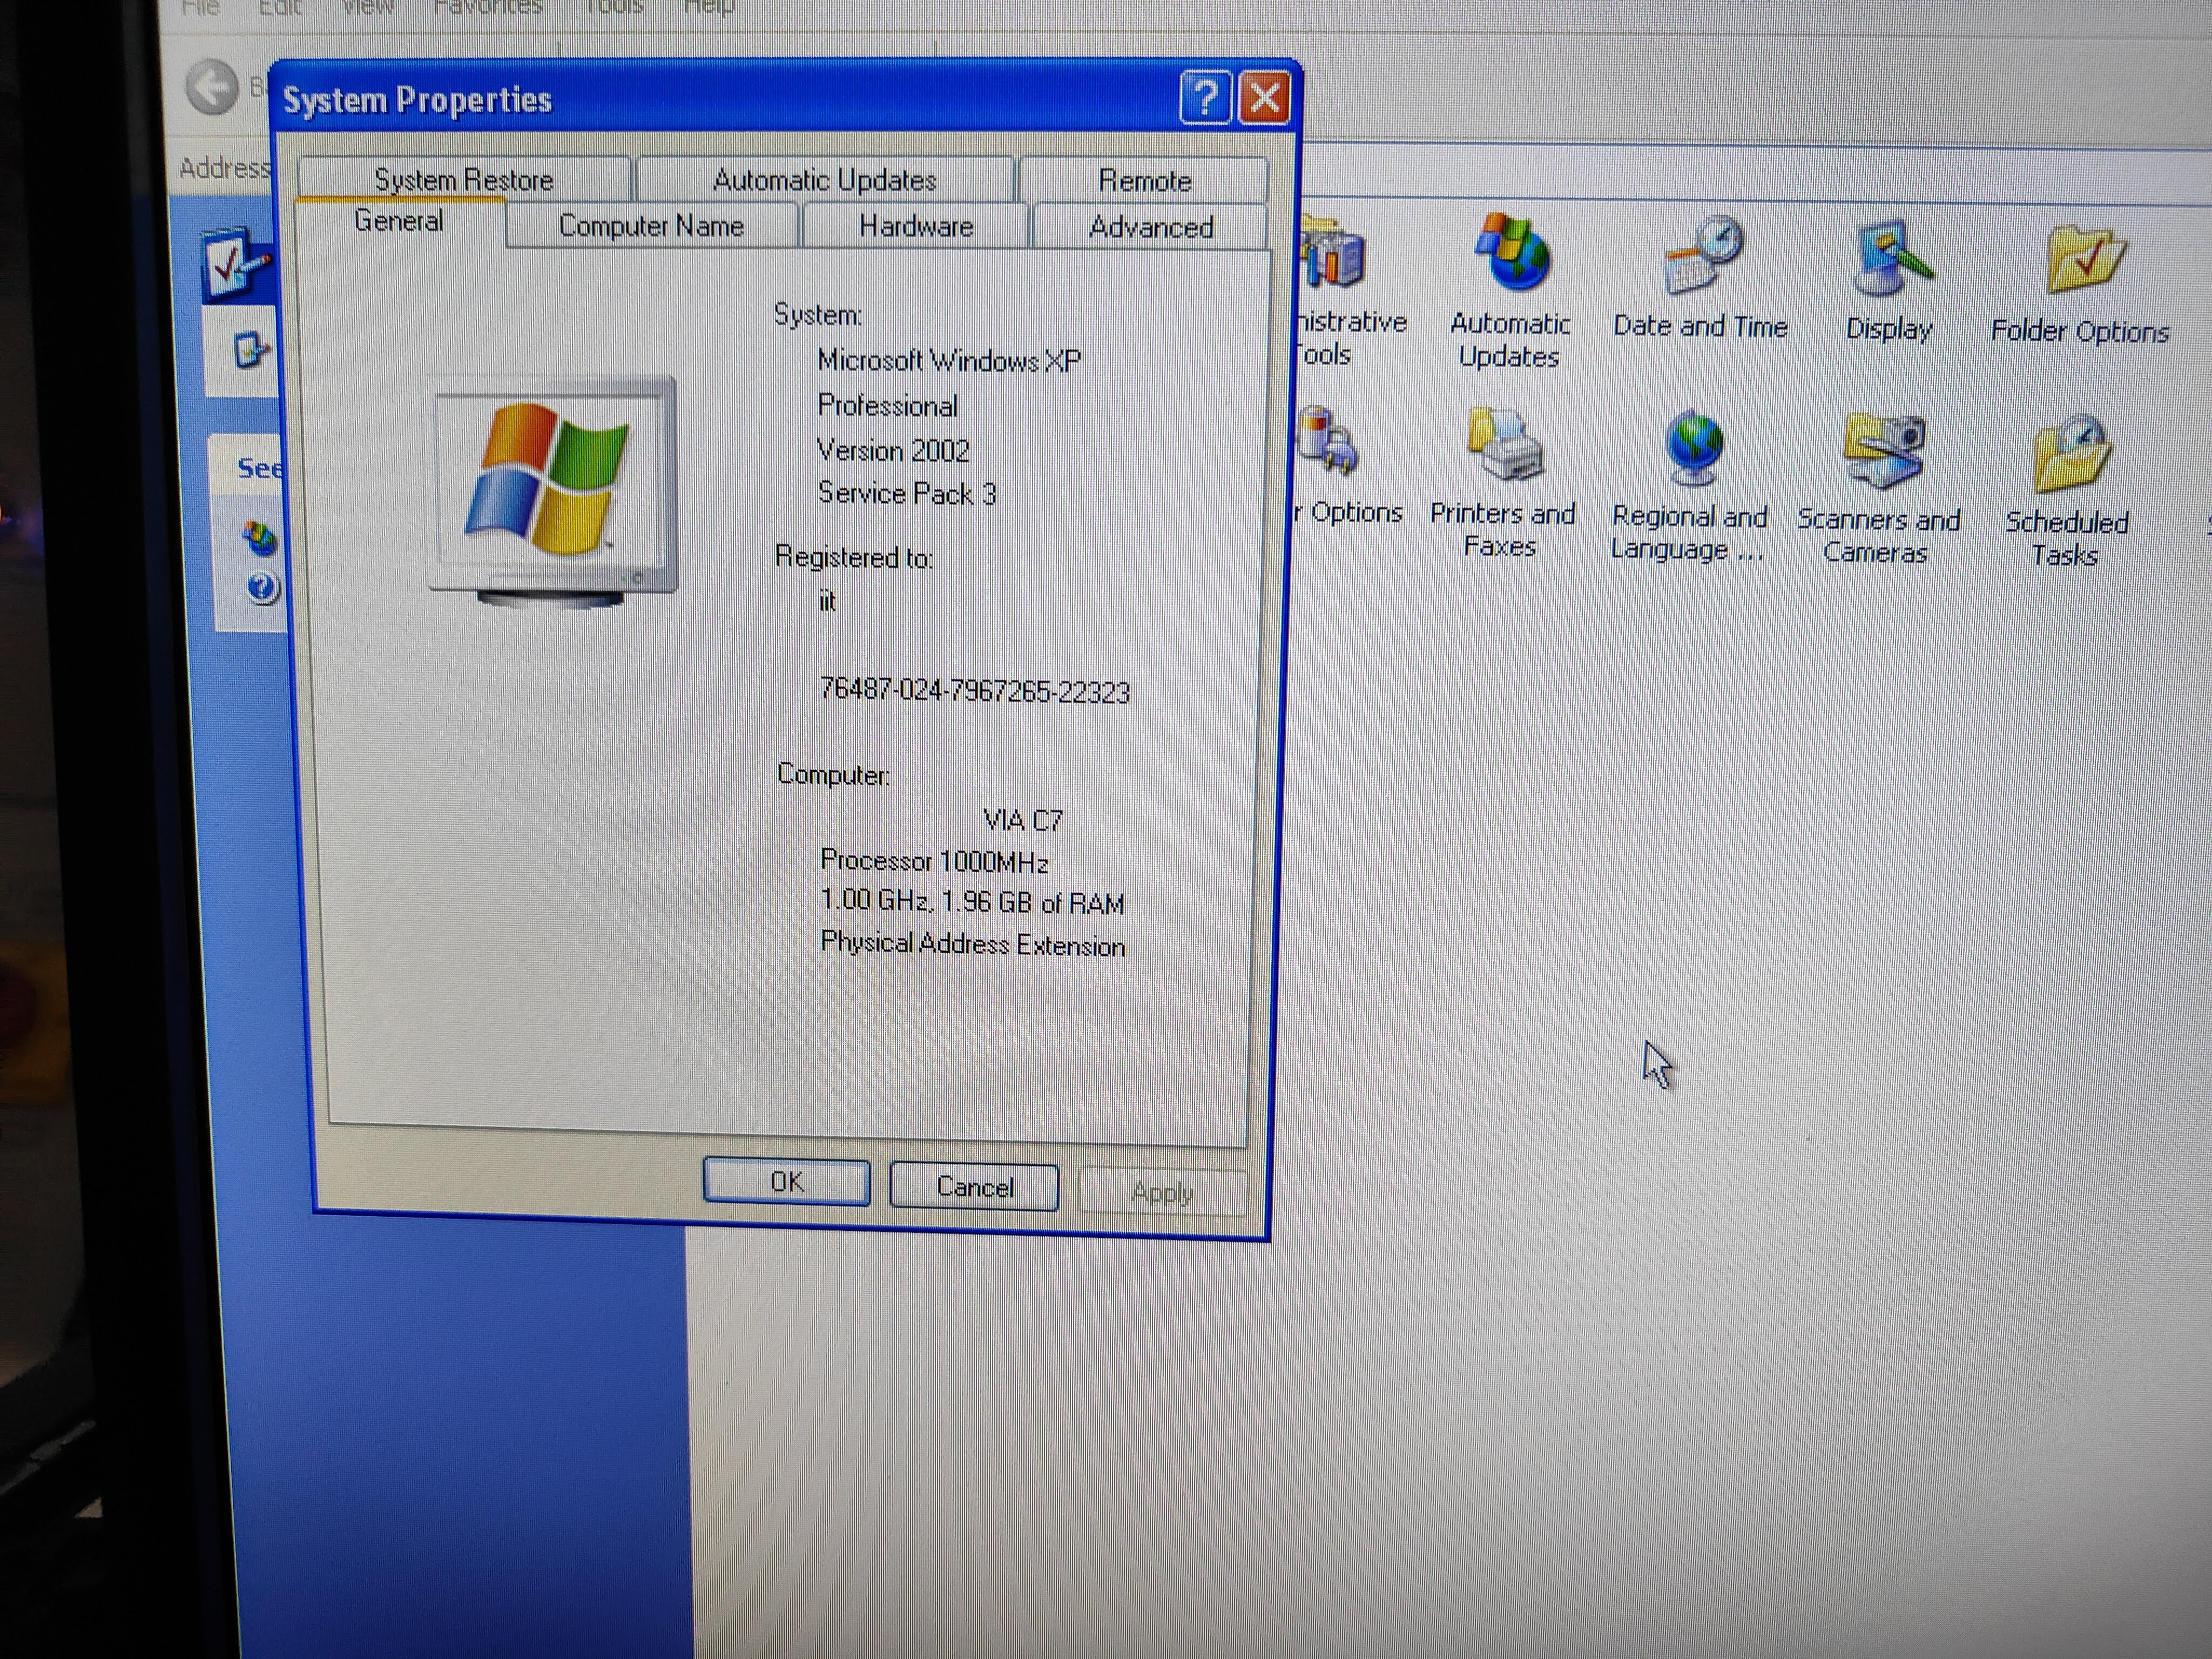 File Edit View Favorites Tools Help
Address
System Properties
System Restore Automatic Updates Remote
General Computer Name Hardware Advanced
System:
Microsoft Windows XP
Professional
Version 2002
Service Pack 3
Registered to:
iit
76487-024-7967265-22323
Computer:
VIA C7
Processor 1000MHz
1.00 GHz, 1.96 GB of RAM
Physical Address Extension
OK Cancel Apply
See
nistrative
ools
Automatic
Updates
Date and Time
Display
Folder Options
r Options
Printers and
Faxes
Regional and
Language ...
Scanners and
Cameras
Scheduled
Tasks